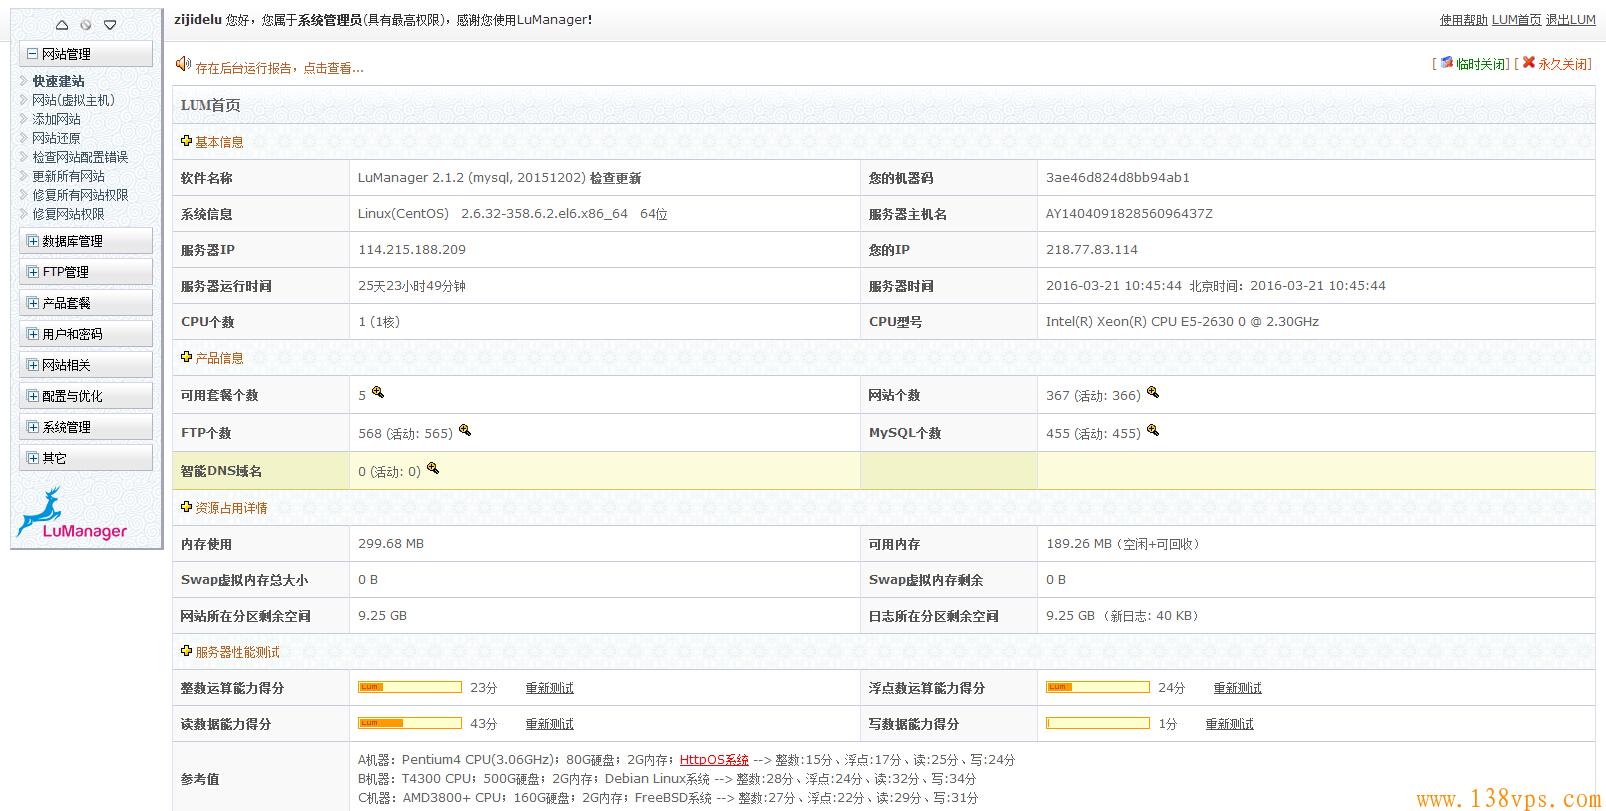 zijidelu 您好，您属于系统管理员(具有最高权限)，感谢您使用LuManager!
使用帮助 LUM首页 退出LUM
网站管理
快速建站
网站(虚拟主机)
添加网站
网站还原
检查网站配置错误
更新所有网站
修复所有网站权限
修复网站权限
数据库管理
FTP管理
产品套餐
用户和密码
网站相关
配置与优化
系统管理
其它
LuManager
存在后台运行报告，点击查看...
[ 临时关闭] [ 永久关闭]
LUM首页
基本信息
软件名称 LuManager 2.1.2 (mysql, 20151202) 检查更新 您的机器码 3ae46d824d8bb94ab1
系统信息 Linux(CentOS) 2.6.32-358.6.2.el6.x86_64 64位 服务器主机名 AY1404091828560964​37Z
服务器IP 114.215.188.209 您的IP 218.77.83.114
服务器运行时间 25天23小时49分钟 服务器时间 2016-03-21 10:45:44 北京时间：2016-03-21 10:45:44
CPU个数 1 (1核) CPU型号 Intel(R) Xeon(R) CPU E5-2630 0 @ 2.30GHz
产品信息
可用套餐个数 5 网站个数 367 (活动: 366)
FTP个数 568 (活动: 565) MySQL个数 455 (活动: 455)
智能DNS域名 0 (活动: 0)
资源占用详情
内存使用 299.68 MB 可用内存 189.26 MB（空闲+可回收）
Swap虚拟内存总大小 0 B Swap虚拟内存剩余 0 B
网站所在分区剩余空间 9.25 GB 日志所在分区剩余空间 9.25 GB （新日志: 40 KB）
服务器性能测试
整数运算能力得分 Lum 23分 重新测试 浮点数运算能力得分 Lum 24分 重新测试
读数据能力得分 Lum 43分 重新测试 写数据能力得分 1分 重新测试
参考值
A机器：Pentium4 CPU(3.06GHz)；80G硬盘；2G内存；HttpOS系统 --> 整数:15分、浮点:17分、读:25分、写:24分
B机器：T4300 CPU；500G硬盘；2G内存；Debian Linux系统 --> 整数:28分、浮点:24分、读:32分、写:34分
C机器：AMD3800+ CPU；160G硬盘；2G内存；FreeBSD系统 --> 整数:27分、浮点:22分、读:29分、写:31分
www.138vps.com